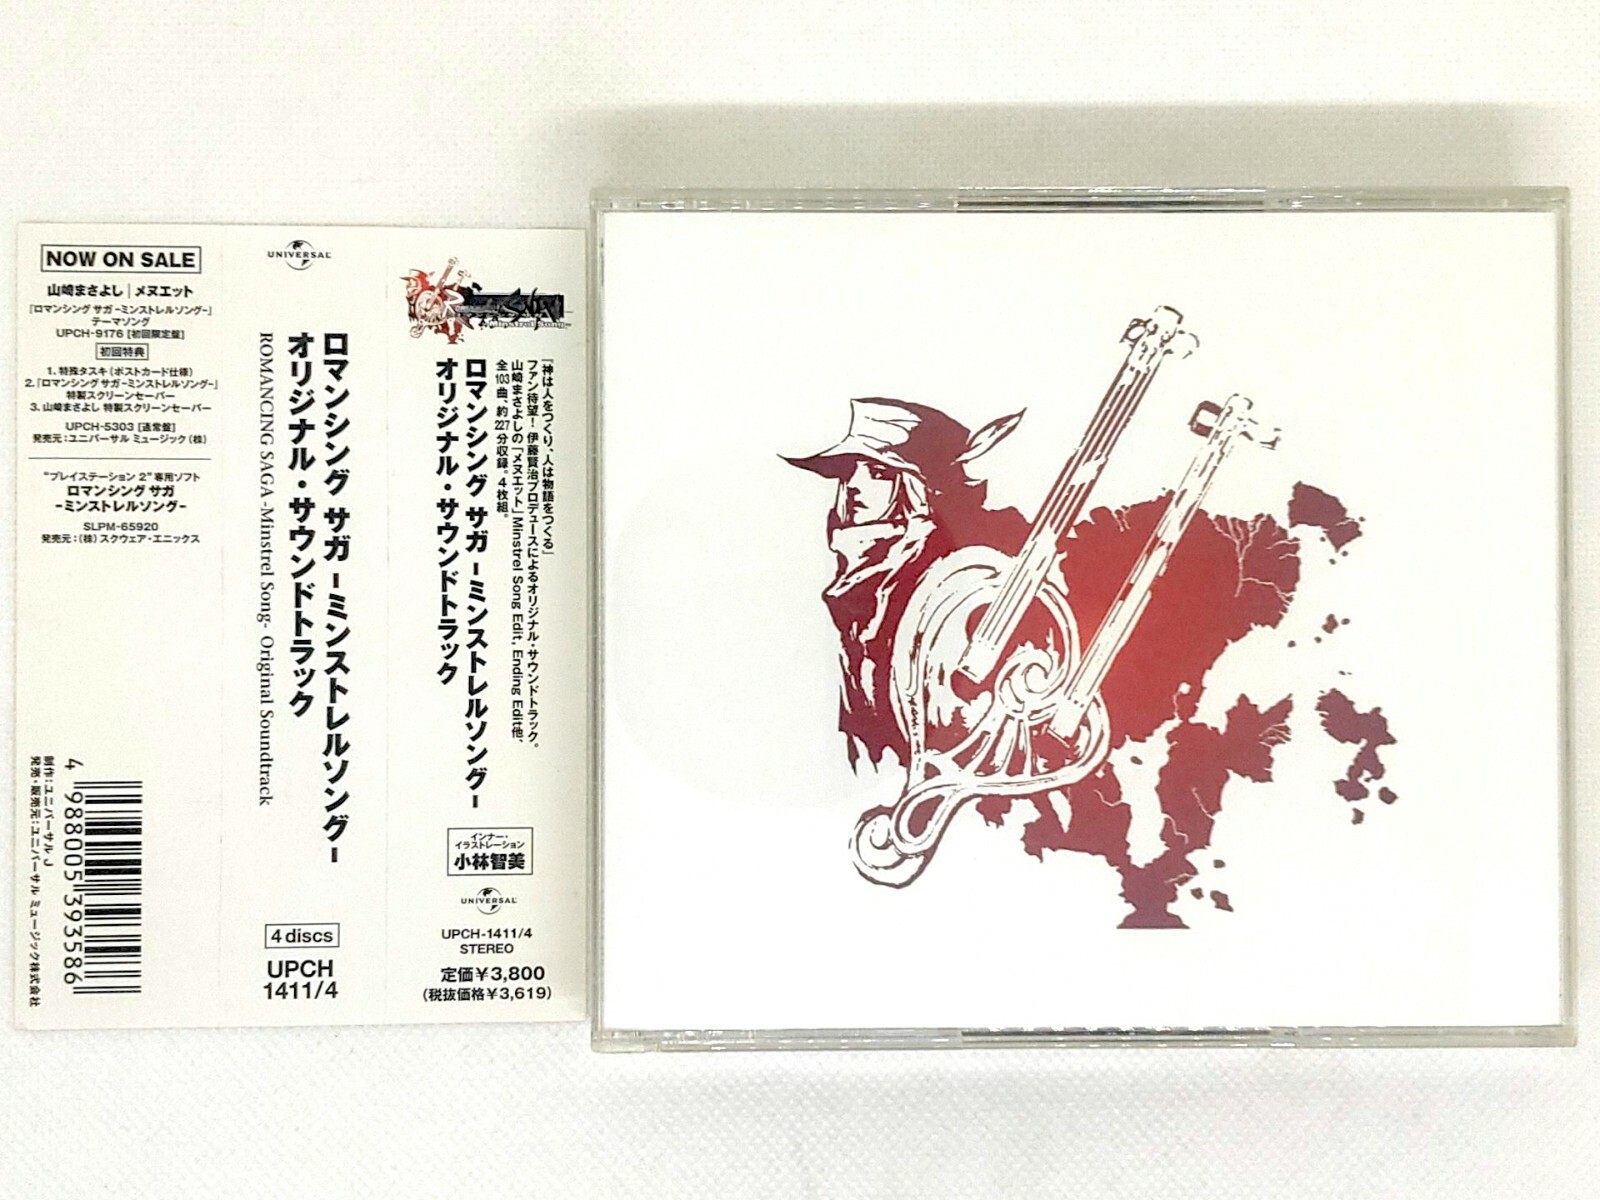 NOW ON SALE
山崎まさよし|メヌエット
『ロマンシング サガ -ミンストレルソング-』
テーマソング
UPCH-9176 [初回限定盤]
初回特典
1. 特殊タスキ(ポストカード仕様)
2. 『ロマンシング サガ -ミンストレルソング-』
特製スクリーンセーバー
3. 山崎まさよし 特製スクリーンセーバー
UPCH-5303 [通常盤]
発売元:ユニバーサル ミュージック(株)
"プレイステーション 2"専用ソフト
ロマンシング サガ
-ミンストレルソング-
SLPM-65920
発売元:(株)スクウェア・エニックス
4 988005 393586
制作:ユニバーサル J
発売・販売元:ユニバーサル ミュージック株式会社
UNIVERSAL
ロマンシング サガ -ミンストレルソング-
オリジナル・サウンドトラック
ROMANCING SAGA -Minstrel Song- Original Soundtrack
4 discs
UPCH
1411/4
Minstrel Song
『神は人をつくり、人は物語をつくる』
ファン待望!伊藤賢治プロデュースによるオリジナル・サウンドトラック。
山崎まさよしの「メヌエット」Minstrel Song Edit, Ending Edit他、
全103曲、約227分収録。4枚組。
ロマンシング サガ -ミンストレルソング-
オリジナル・サウンドトラック
インナー・
イラストレーション
小林智美
UNIVERSAL
UPCH-1411/4
STEREO
定価¥3,800
(税抜価格¥3,619)